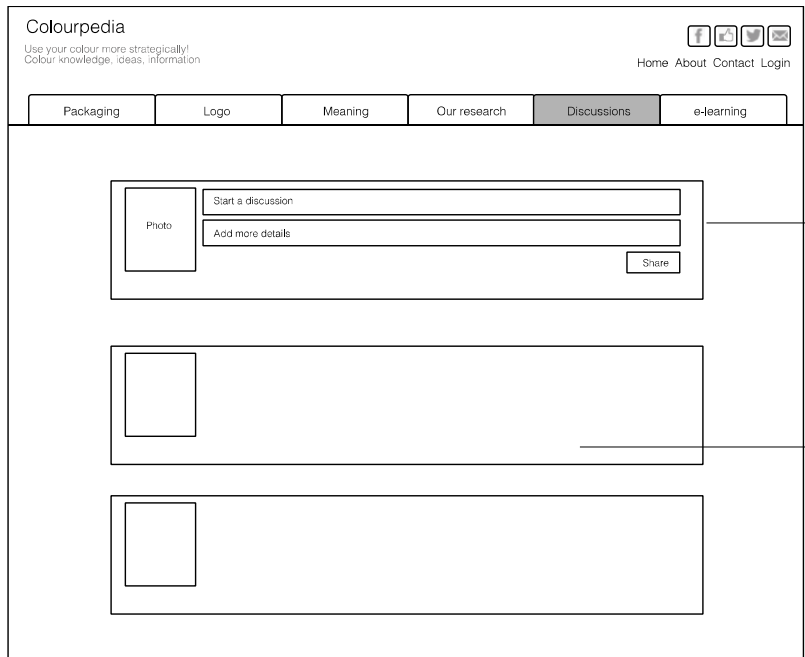 Colourpedia
Use your colour more strategically!
Colour knowledge, ideas, information
Home About Contact Login
Packaging Logo Meaning Our research Discussions e-learning
Photo
Start a discussion
Add more details
Share